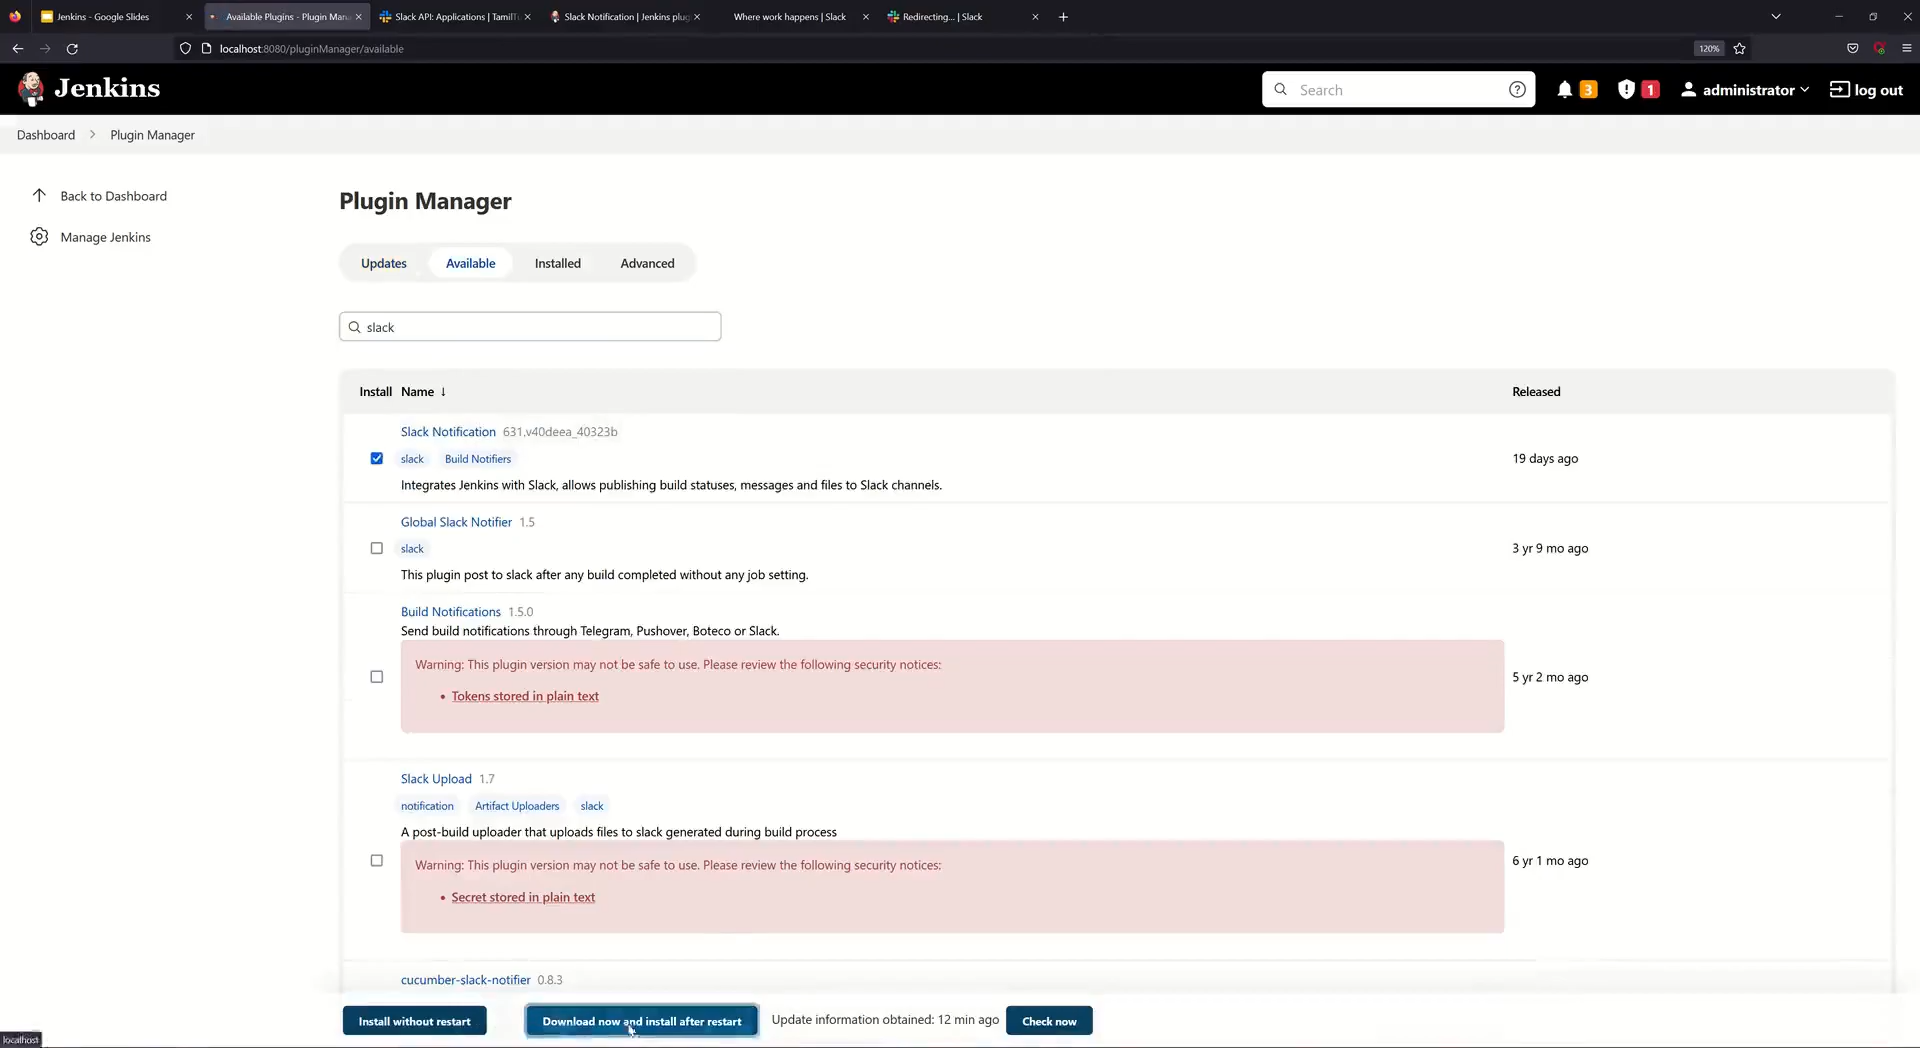 Jenkins - Google Slides
Available Plugins - Plugin Mana
Slack API: Applications | TamilTu
Slack Notification | Jenkins plug
Where work happens | Slack
Redirecting... | Slack
localhost:8080/pluginManager/available
120%
Jenkins
Search
3
1
administrator
log out
Dashboard
Plugin Manager
Back to Dashboard
Manage Jenkins
Plugin Manager
Updates
Available
Installed
Advanced
slack
Install
Name ↓
Released
Slack Notification 631.v40deea_40323b
slack
Build Notifiers
19 days ago
Integrates Jenkins with Slack, allows publishing build statuses, messages and files to Slack channels.
Global Slack Notifier 1.5
slack
3 yr 9 mo ago
This plugin post to slack after any build completed without any job setting.
Build Notifications 1.5.0
Send build notifications through Telegram, Pushover, Boteco or Slack.
Warning: This plugin version may not be safe to use. Please review the following security notices:
5 yr 2 mo ago
• Tokens stored in plain text
Slack Upload 1.7
notification
Artifact Uploaders
slack
A post-build uploader that uploads files to slack generated during build process
Warning: This plugin version may not be safe to use. Please review the following security notices:
6 yr 1 mo ago
• Secret stored in plain text
cucumber-slack-notifier 0.8.3
Install without restart
Download now and install after restart
Update information obtained: 12 min ago
Check now
localhost